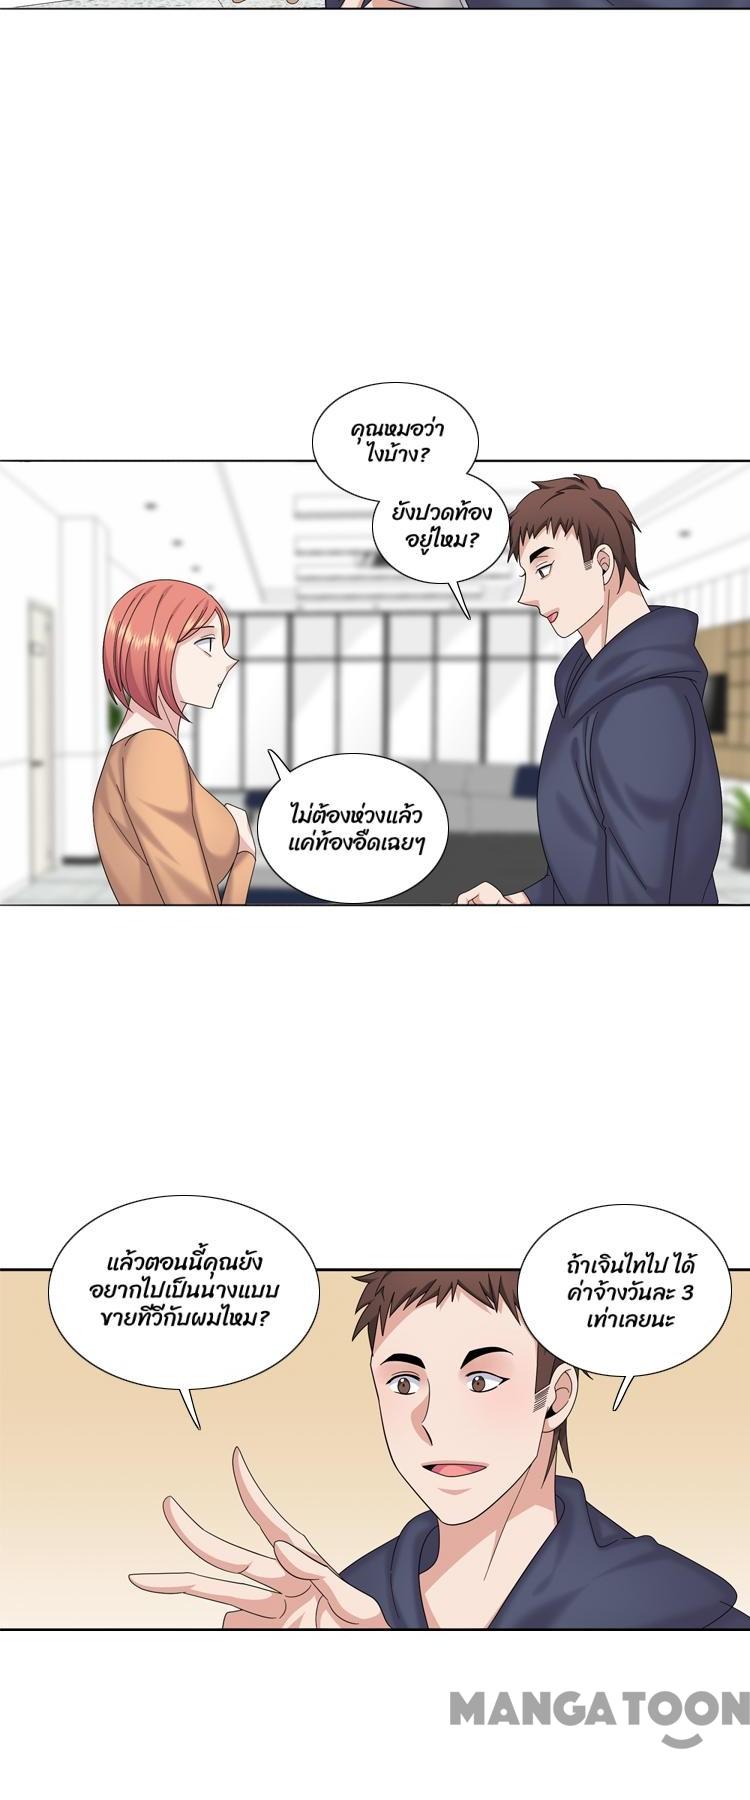 คุณหมอว่า
ไงบ้าง?
ยังปวดท้อง
อยู่ไหม?
ไม่ต้องห่วงแล้ว
แค่ท้องอืดเฉยๆ
แล้วตอนนี้คุณยัง
อยากไปเป็นนางแบบ
ขายทีวีกับผมไหม?
ถ้าเจินไทไป ได้
ค่าจ้างวันละ 3
เท่าเลยนะ
MANGATOON